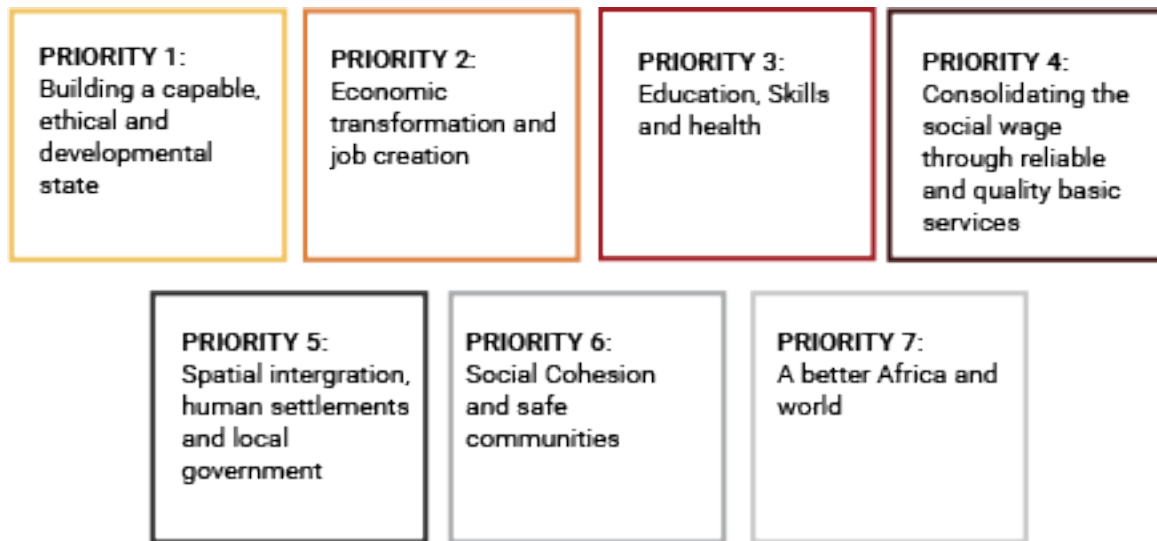 PRIORITY 1:
Building a capable,
ethical and
developmental
state
PRIORITY 2:
Economic
transformation and
job creation
PRIORITY 3:
Education, Skills
and health
PRIORITY 4:
Consolidating the
social wage
through reliable
and quality basic
services
PRIORITY 5:
Spatial intergration,
human settlements
and local
government
PRIORITY 6:
Social Cohesion
and safe
communities
PRIORITY 7:
A better Africa and
world